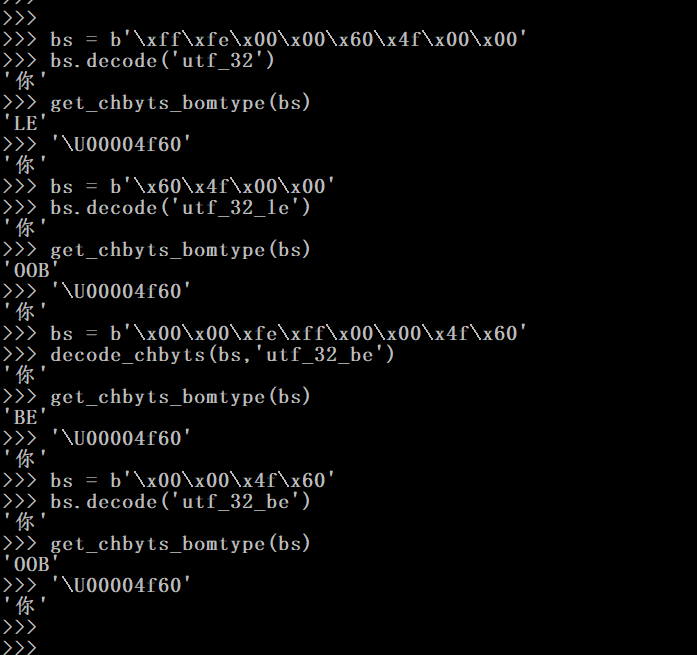 >>>
>>>
>>> bs = b'\xff\xfe\x00\x00\x60\x4f\x00\x00'
>>> bs.decode('utf_32')
'你'
>>> get_chbyts_bomtype(bs)
'LE'
>>> '\U00004f60'
'你'
>>> bs = b'\x60\x4f\x00\x00'
>>> bs.decode('utf_32_le')
'你'
>>> get_chbyts_bomtype(bs)
'OOB'
>>> '\U00004f60'
'你'
>>> bs = b'\x00\x00\xfe\xff\x00\x00\x4f\x60'
>>> decode_chbyts(bs,'utf_32_be')
'你'
>>> get_chbyts_bomtype(bs)
'BE'
>>> '\U00004f60'
'你'
>>> bs = b'\x00\x00\x4f\x60'
>>> bs.decode('utf_32_be')
'你'
>>> get_chbyts_bomtype(bs)
'OOB'
>>> '\U00004f60'
'你'
>>>
>>>